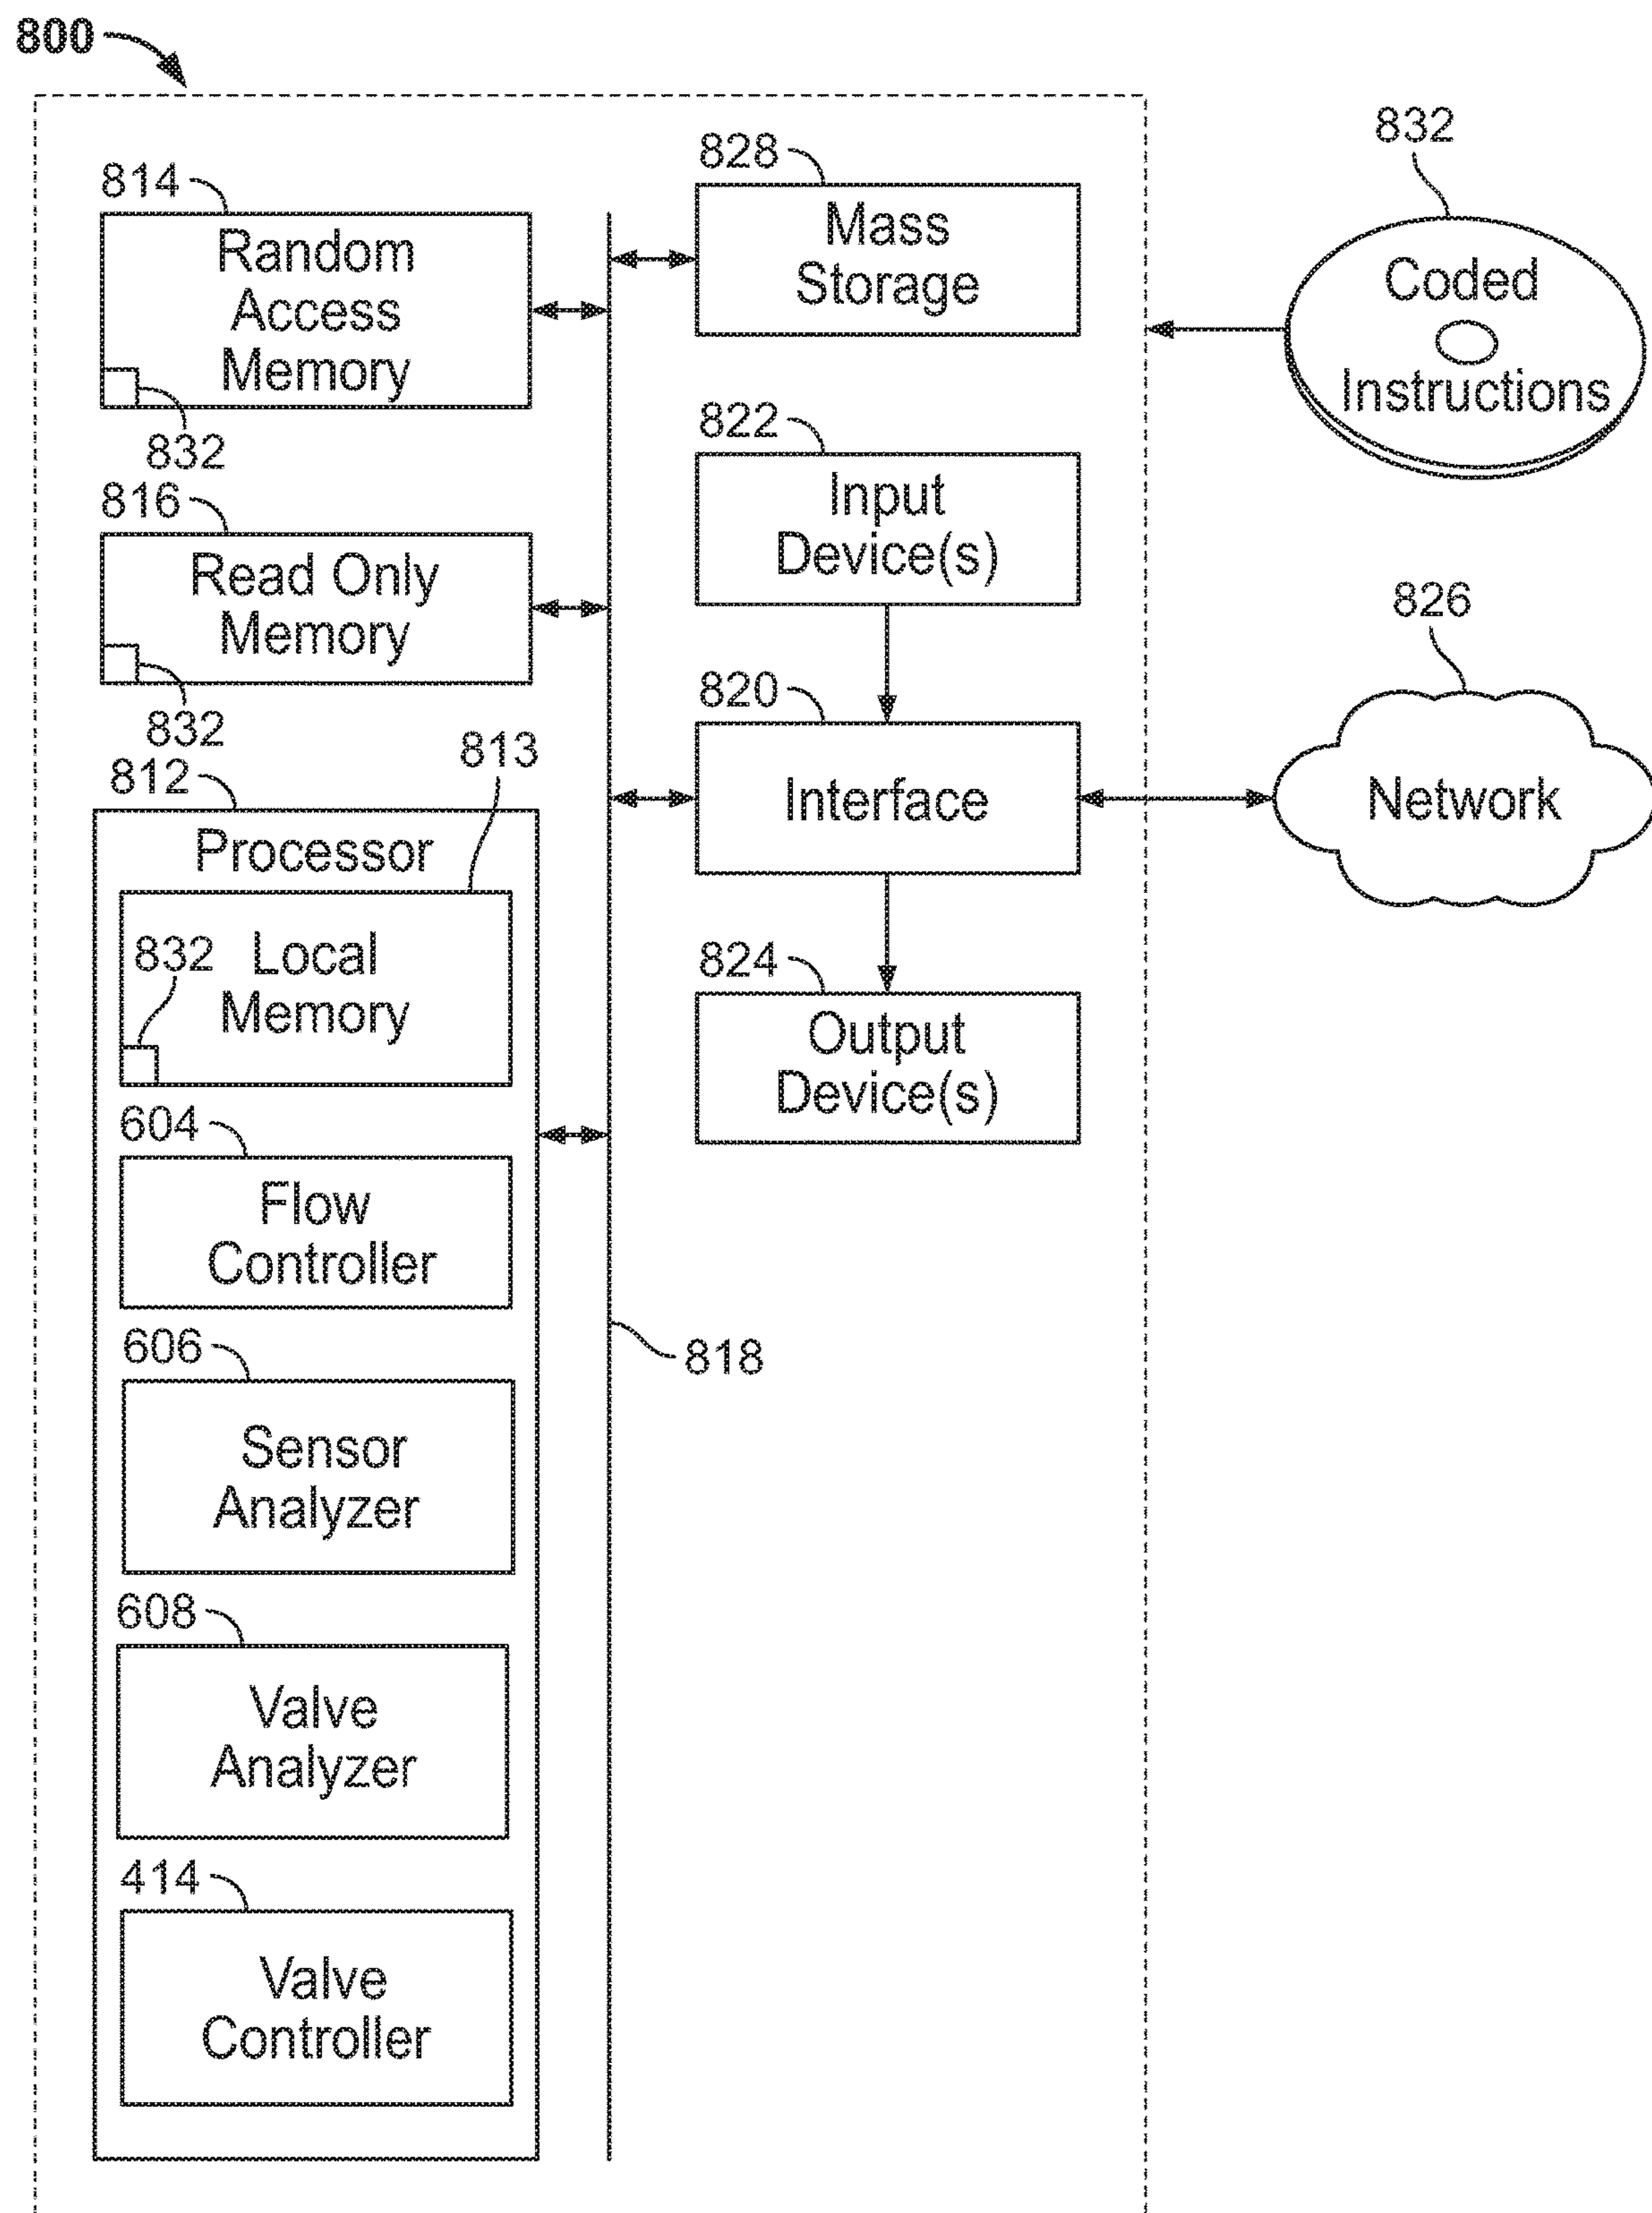 800
814
Random
Access
Memory
832
816
Read Only
Memory
832
812
813
Processor
832
Local
Memory
604
Flow
Controller
606
Sensor
Analyzer
608
Valve
Analyzer
414
Valve
Controller
818
828
Mass
Storage
822
Input
Device(s)
820
Interface
824
Output
Device(s)
832
Coded
Instructions
826
Network